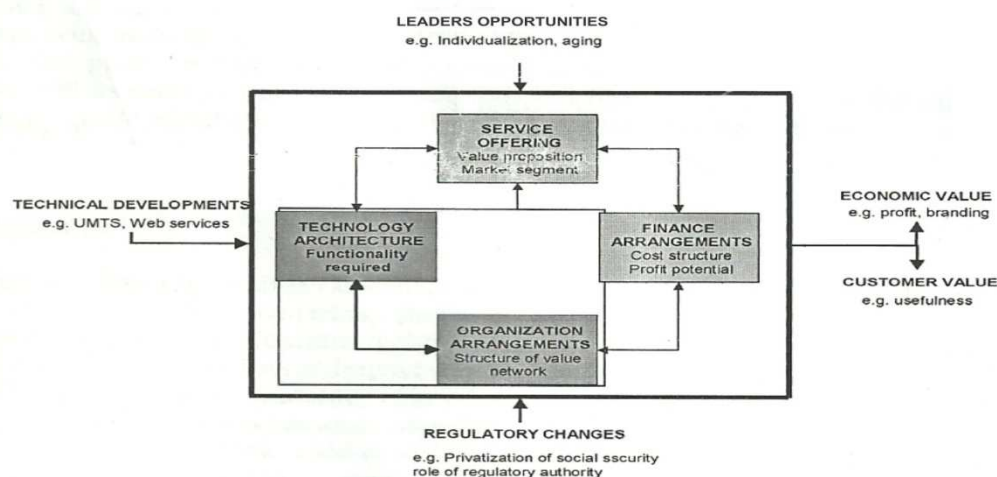 LEADERS OPPORTUNITIES
e.g. Individualization, aging
SERVICE
OFFERING
Value proposition
Market segment
TECHNICAL DEVELOPMENTS
e.g. UMTS, Web services
TECHNOLOGY
ARCHITECTURE
Functionality
required
FINANCE
ARRANGEMENTS
Cost structure
Profit potential
ECONOMIC VALUE
e.g. profit, branding
CUSTOMER VALUE
e.g. usefulness
ORGANIZATION
ARRANGEMENTS
Structure of value
network
REGULATORY CHANGES
e.g. Privatization of social sscurity
role of regulatory authority